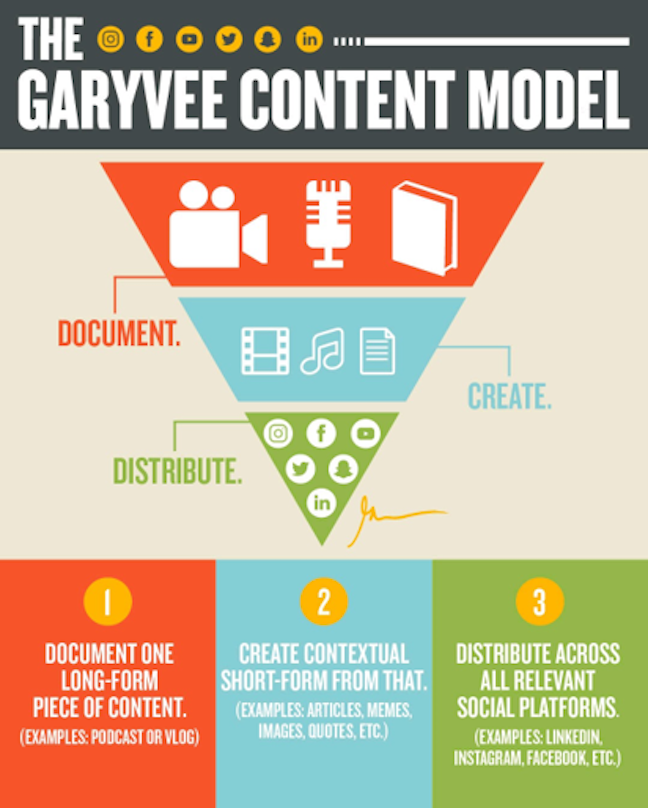 THE
GARYVEE CONTENT MODEL
DOCUMENT.
CREATE.
DISTRIBUTE.
1
DOCUMENT ONE
LONG-FORM
PIECE OF CONTENT.
(EXAMPLES: PODCAST OR VLOG)
2
CREATE CONTEXTUAL
SHORT-FORM FROM THAT.
(EXAMPLES: ARTICLES, MEMES,
IMAGES, QUOTES, ETC.)
3
DISTRIBUTE ACROSS
ALL RELEVANT
SOCIAL PLATFORMS.
(EXAMPLES: LINKEDIN,
INSTAGRAM, FACEBOOK, ETC.)